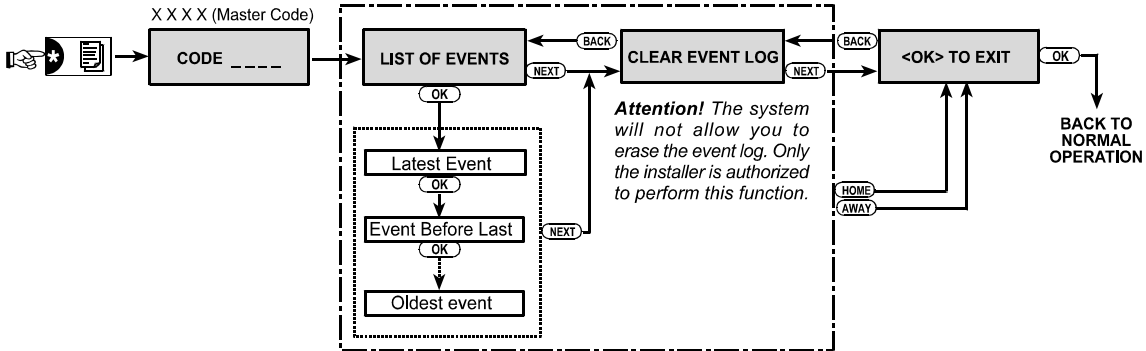 X X X X (Master Code)
*
CODE _ _ _ _
LIST OF EVENTS
BACK
NEXT
CLEAR EVENT LOG
BACK
NEXT
<OK> TO EXIT
OK
BACK TO
NORMAL
OPERATION
OK
Attention! The system
will not allow you to
erase the event log. Only
the installer is authorized
to perform this function.
Latest Event
OK
Event Before Last
OK
Oldest event
NEXT
HOME
AWAY